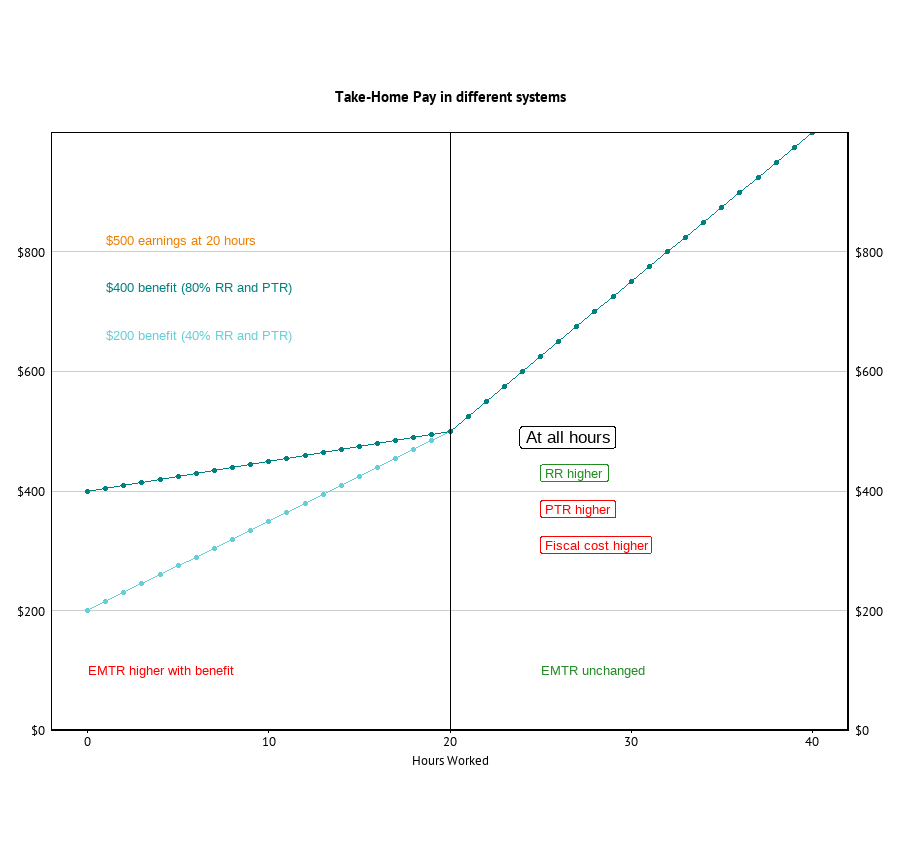 Take-Home Pay in different systems
$500 earnings at 20 hours
$800
$800
$400 benefit (80% RR and PTR)
$200 benefit (40% RR and PTR)
$600
$600
At all hours
RR higher
$400
$400
PTR higher
Fiscal cost higher
$200
$200
EMTR higher with benefit
EMTR unchanged
$0
$0
0 10 20 30 40
Hours Worked